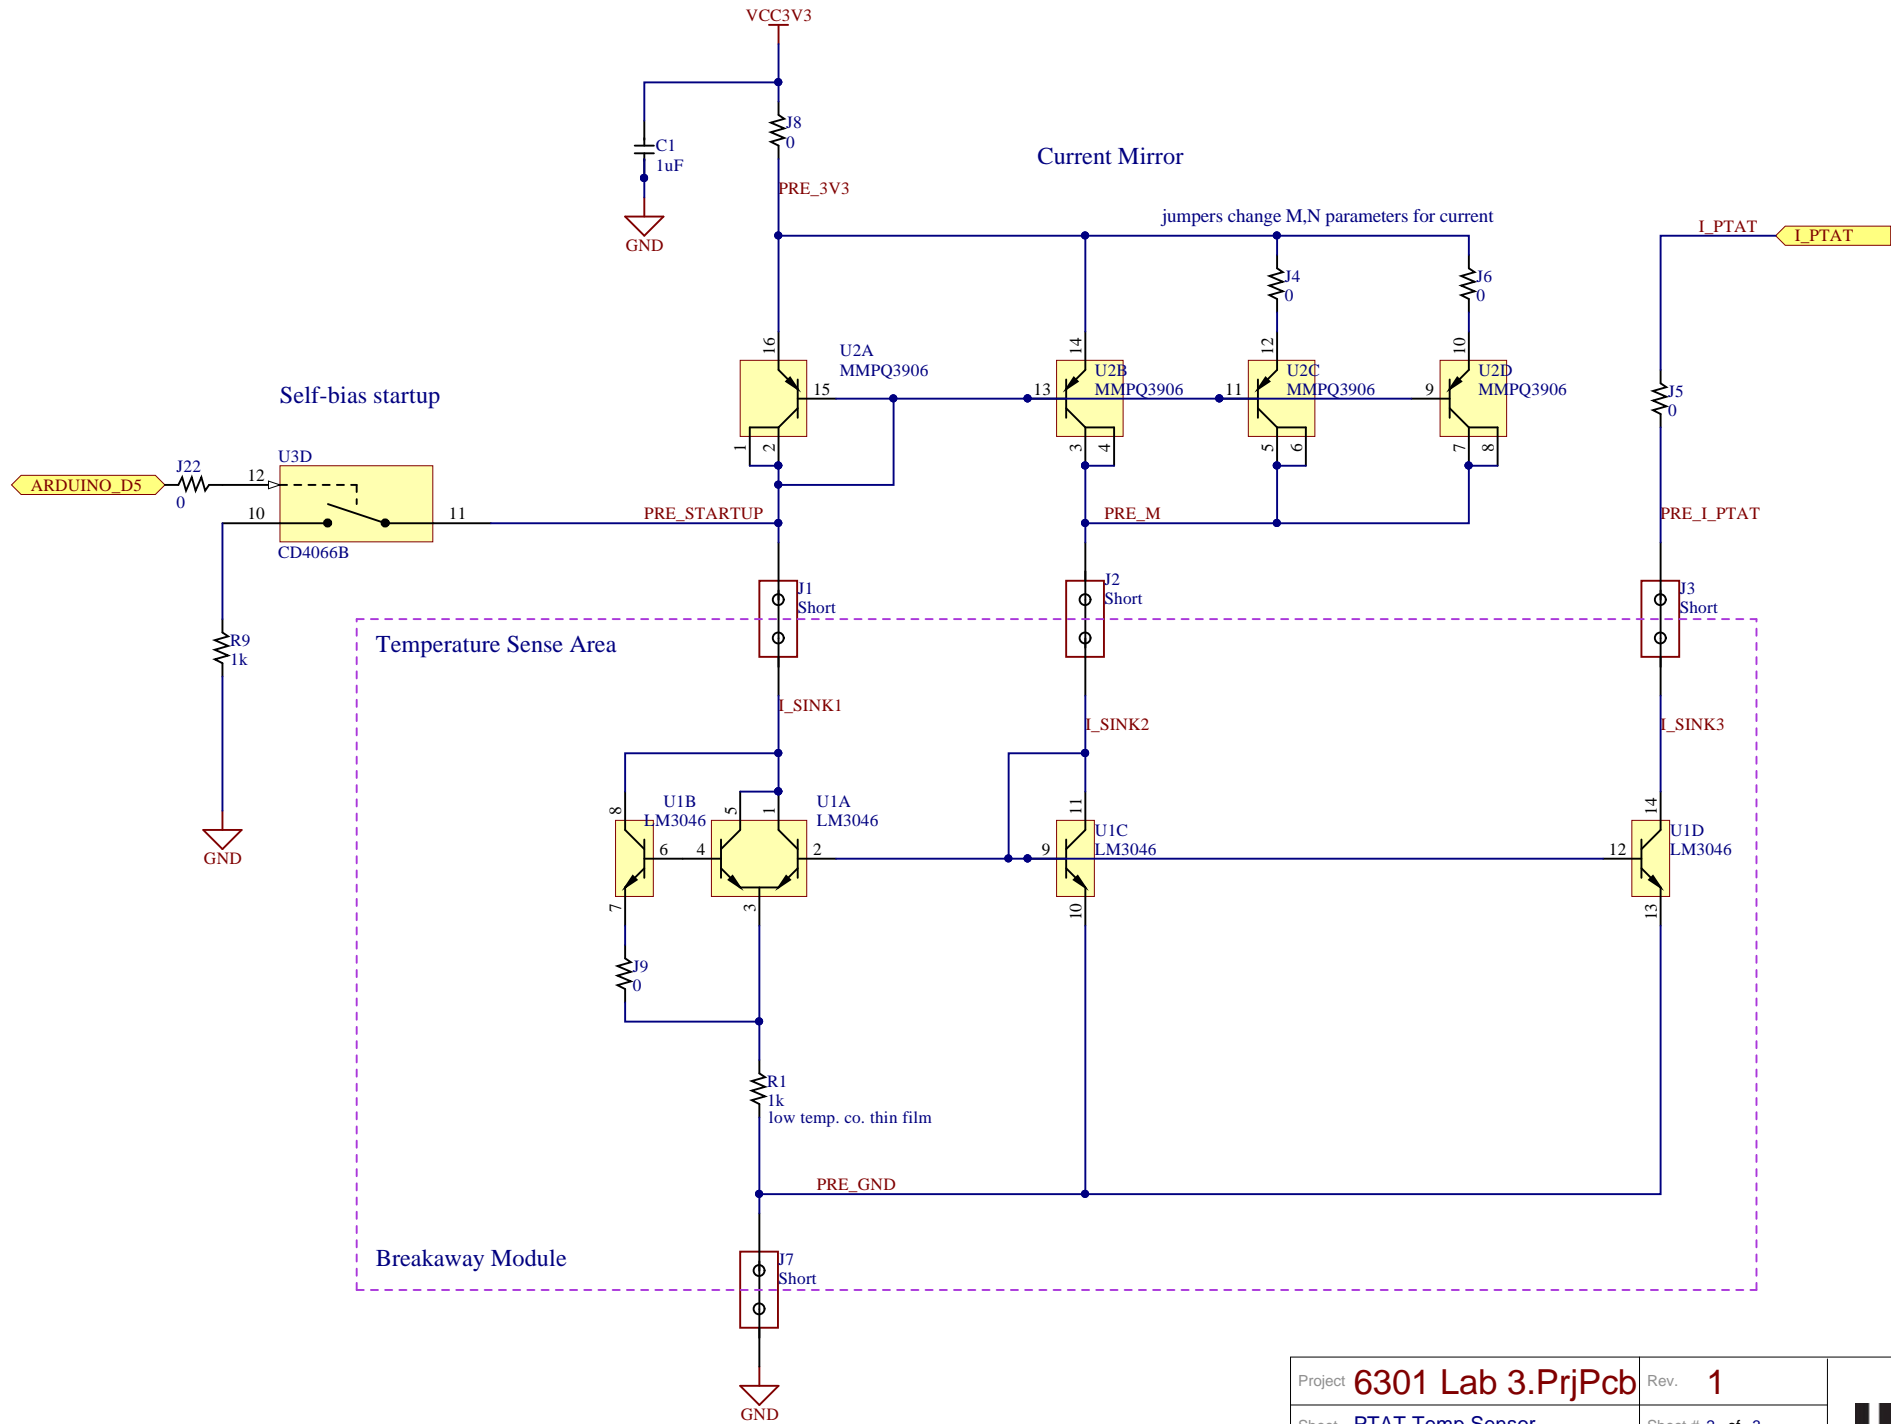 VCC3V3
J8
0
C1
1uF
GND
PRE_3V3
Current Mirror
jumpers change M,N parameters for current
I_PTAT
I_PTAT
J4
0
J6
0
16
14
12
10
U2A
MMPQ3906
15
13
U2B
MMPQ3906
11
U2C
MMPQ3906
9
U2D
MMPQ3906
J5
0
1
2
3
4
5
6
7
8
Self-bias startup
U3D
ARDUINO_D5
J22
0
12
10
11
CD4066B
PRE_STARTUP
PRE_M
PRE_I_PTAT
J1
Short
J2
Short
J3
Short
R9
1k
GND
Temperature Sense Area
I_SINK1
I_SINK2
I_SINK3
8
U1B
LM3046
5
1
U1A
LM3046
11
U1C
LM3046
14
U1D
LM3046
6
4
2
9
12
7
3
10
13
J9
0
R1
1k
low temp. co. thin film
PRE_GND
Breakaway Module
J7
Short
GND
Project 6301 Lab 3.PrjPcb Rev. 1
PTAT Temp Sensor